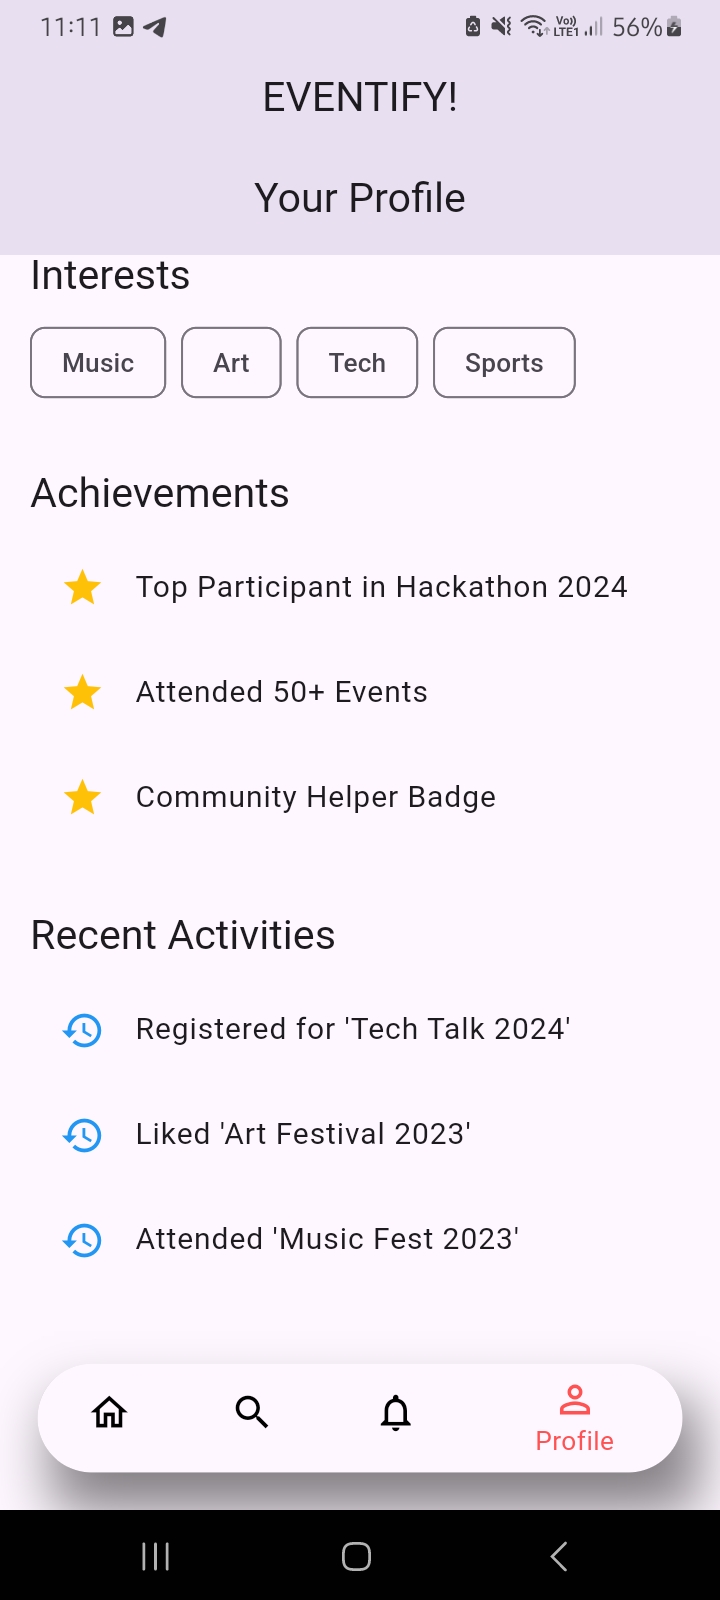 11:11 Vo)) LTE1 56%
EVENTIFY!
Your Profile
Interests
Music Art Tech Sports
Achievements
Top Participant in Hackathon 2024
Attended 50+ Events
Community Helper Badge
Recent Activities
Registered for 'Tech Talk 2024'
Liked 'Art Festival 2023'
Attended 'Music Fest 2023'
Profile